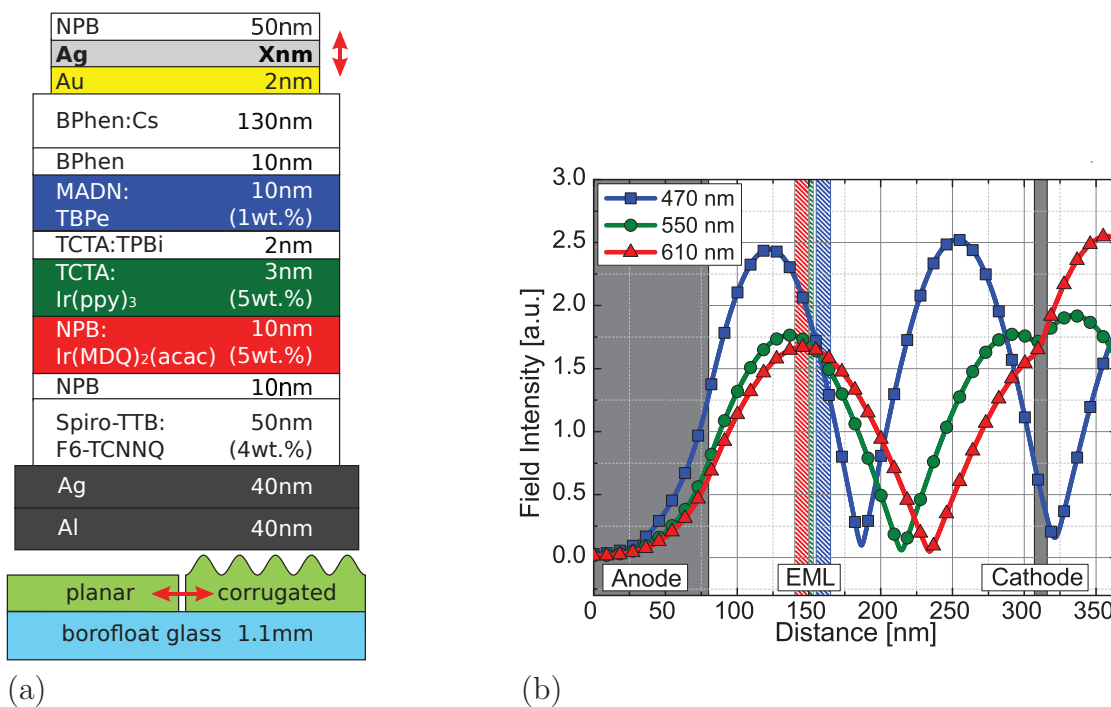 NPB 50nm
Ag Xnm
Au 2nm
BPhen:Cs 130nm
BPhen 10nm
MADN: 10nm
TBPe (1wt.%)
TCTA:TPBi 2nm
TCTA: 3nm
Ir(ppy)₃ (5wt.%)
NPB: 10nm
Ir(MDQ)₂(acac) (5wt.%)
NPB 10nm
Spiro-TTB: 50nm
F6-TCNNQ (4wt.%)
Ag 40nm
Al 40nm
planar corrugated
borofloat glass 1.1mm
(a)
Field Intensity [a.u.]
3.0
2.5
2.0
1.5
1.0
0.5
0.0
470 nm
550 nm
610 nm
Anode EML Cathode
0 50 100 150 200 250 300 350
Distance [nm]
(b)